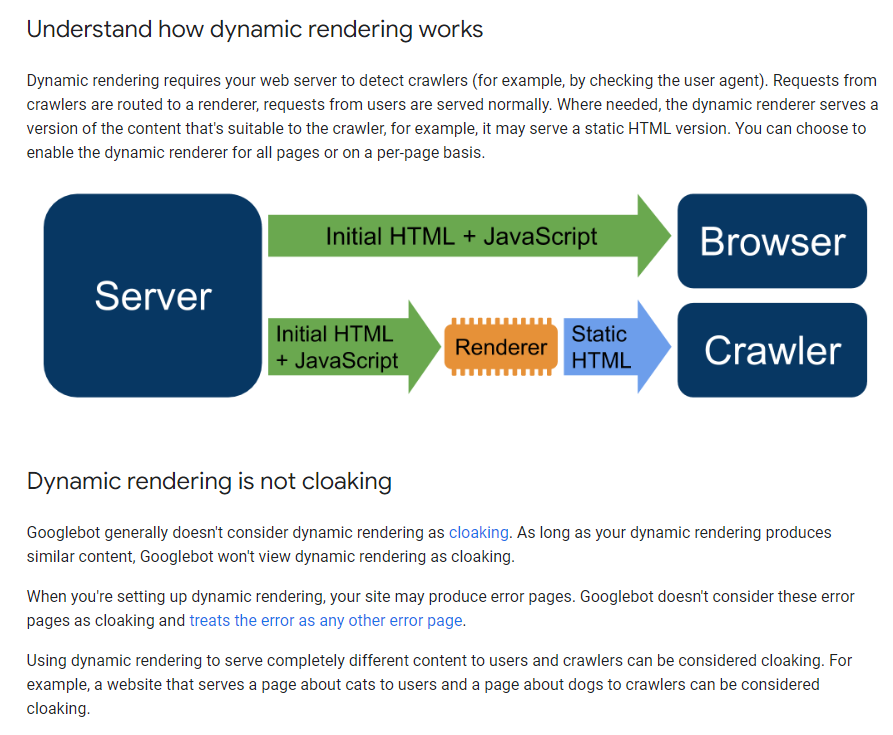 Understand how dynamic rendering works
Dynamic rendering requires your web server to detect crawlers (for example, by checking the user agent). Requests from
crawlers are routed to a renderer, requests from users are served normally. Where needed, the dynamic renderer serves a
version of the content that's suitable to the crawler, for example, it may serve a static HTML version. You can choose to
enable the dynamic renderer for all pages or on a per-page basis.
Server
Initial HTML + JavaScript
Browser
Initial HTML
+ JavaScript
Renderer
Static
HTML
Crawler
Dynamic rendering is not cloaking
Googlebot generally doesn't consider dynamic rendering as cloaking. As long as your dynamic rendering produces
similar content, Googlebot won't view dynamic rendering as cloaking.
When you're setting up dynamic rendering, your site may produce error pages. Googlebot doesn't consider these error
pages as cloaking and treats the error as any other error page.
Using dynamic rendering to serve completely different content to users and crawlers can be considered cloaking. For
example, a website that serves a page about cats to users and a page about dogs to crawlers can be considered
cloaking.